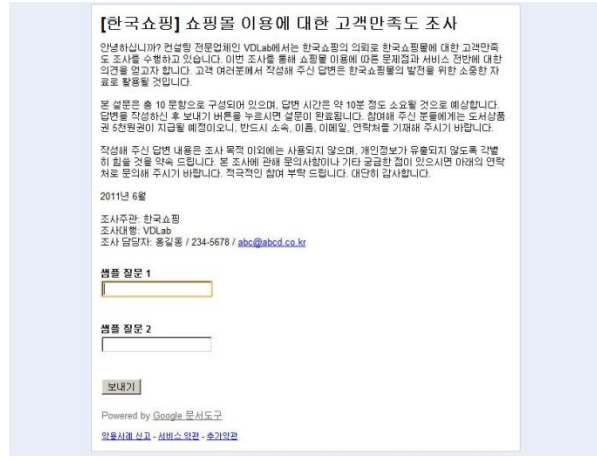 [한국쇼핑] 쇼핑몰 이용에 대한 고객만족도 조사
안녕하십니까? 컨설팅 전문업체인 VDLab에서는 한국쇼핑의 의뢰로 한국쇼핑몰에 대한 고객만족
도 조사를 수행하고 있습니다. 이번 조사를 통해 쇼핑몰 이용에 따른 문제점과 서비스 전반에 대한
의견을 얻고자 합니다. 고객 여러분께서 작성해 주신 답변은 한국쇼핑몰의 발전을 위한 소중한 자
료로 활용될 것입니다.
본 설문은 총 10 문항으로 구성되어 있으며, 답변 시간은 약 10분 정도 소요될 것으로 예상합니다.
답변을 작성하신 후 보내기 버튼을 누르시면 설문이 완료됩니다. 참여해 주신 분들에게는 도서상품
권 5천원권이 지급될 예정이오니, 반드시 소속, 이름, 이메일, 연락처를 기재해 주시기 바랍니다.
작성해 주신 답변 내용은 조사 목적 이외에는 사용되지 않으며, 개인정보가 유출되지 않도록 각별
히 힘쓸 것을 약속 드립니다. 본 조사에 관해 문의사항이나 기타 궁금한 점이 있으시면 아래의 연락
처로 문의해 주시기 바랍니다. 적극적인 참여 부탁 드립니다. 대단히 감사합니다.
2011년 6월
조사주관: 한국쇼핑
조사대행: VDLab
조사 담당자: 홍길동 / 234-5678 / abc@abcd.co.kr
샘플 질문 1
샘플 질문 2
보내기
Powered by Google 문서도구
악용사례 신고 - 서비스 약관 - 추가약관